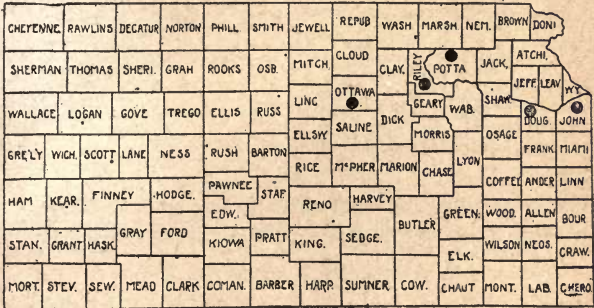 CHEYENNE RAWLINS DECATUR NORTON PHILL SMITH JEWELL REPUB WASH MARSH NEM. BROWN DONI
SHERMAN THOMAS SHERI. GRAH ROOKS OSB. MITCH. CLOUD CLAY. RILEY POTTA JACK. ATCHI.
JEFF. LEAV. WY.
WALLACE LOGAN GOVE TREGO ELLIS RUSS LINC OTTAWA DICK GEARY WAB. SHAW. DOUG. JOHN
ELLSW SALINE MORRIS OSAGE FRANK. MIAMI
GRE'LY WICH. SCOTT LANE NESS RUSH BARTON RICE McPHER MARION CHASE LYON COFFEE ANDER LINN
HAM KEAR. FINNEY HODGE. PAWNEE STAF. RENO HARVEY BUTLER GREEN. WOOD. ALLEN BOUR
EDW.
STAN. GRANT HASK. GRAY FORD KIOWA PRATT KING. SEDGE. ELK. WILSON NEOS. CRAW.
MORT. STEV. SEW. MEAD CLARK COMAN. BARBER HARP. SUMNER COW. CHAUT MONT. LAB. CHERO.